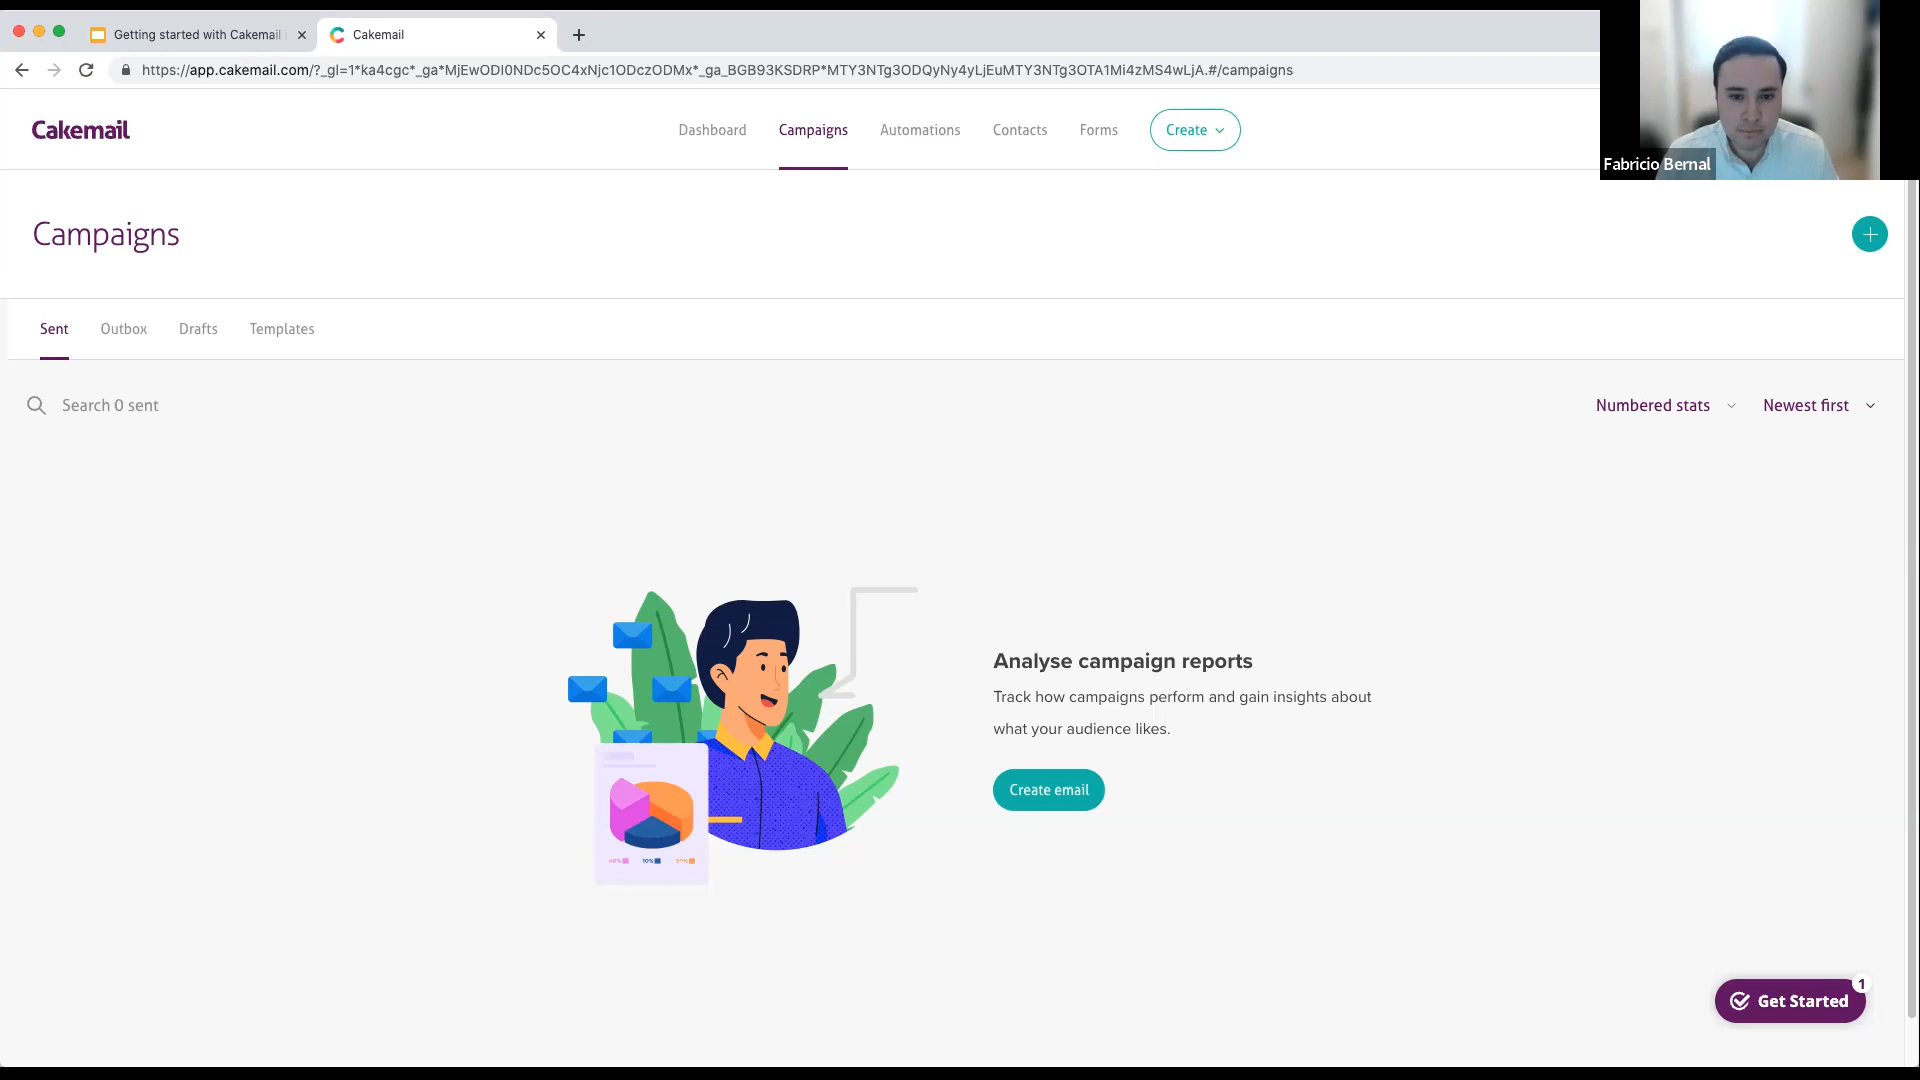 Getting started with Cakemail
Cakemail
https://app.cakemail.com/?_gl=1*ka4cgc*_ga*MjEwODI0NDc5OC4xNjc1ODczODMx*_ga_BGB93KSDRP*MTY3NTg3ODQyNy4yLjEuMTY3NTg3OTA1Mi4zMS4wLjA.#/campaigns
Fabricio Bernal
Cakemail
Dashboard Campaigns Automations Contacts Forms Create
Campaigns
Sent Outbox Drafts Templates
Search 0 sent Numbered stats Newest first
Analyse campaign reports
Track how campaigns perform and gain insights about
what your audience likes.
Create email
40% 10% 50%
1
Get Started